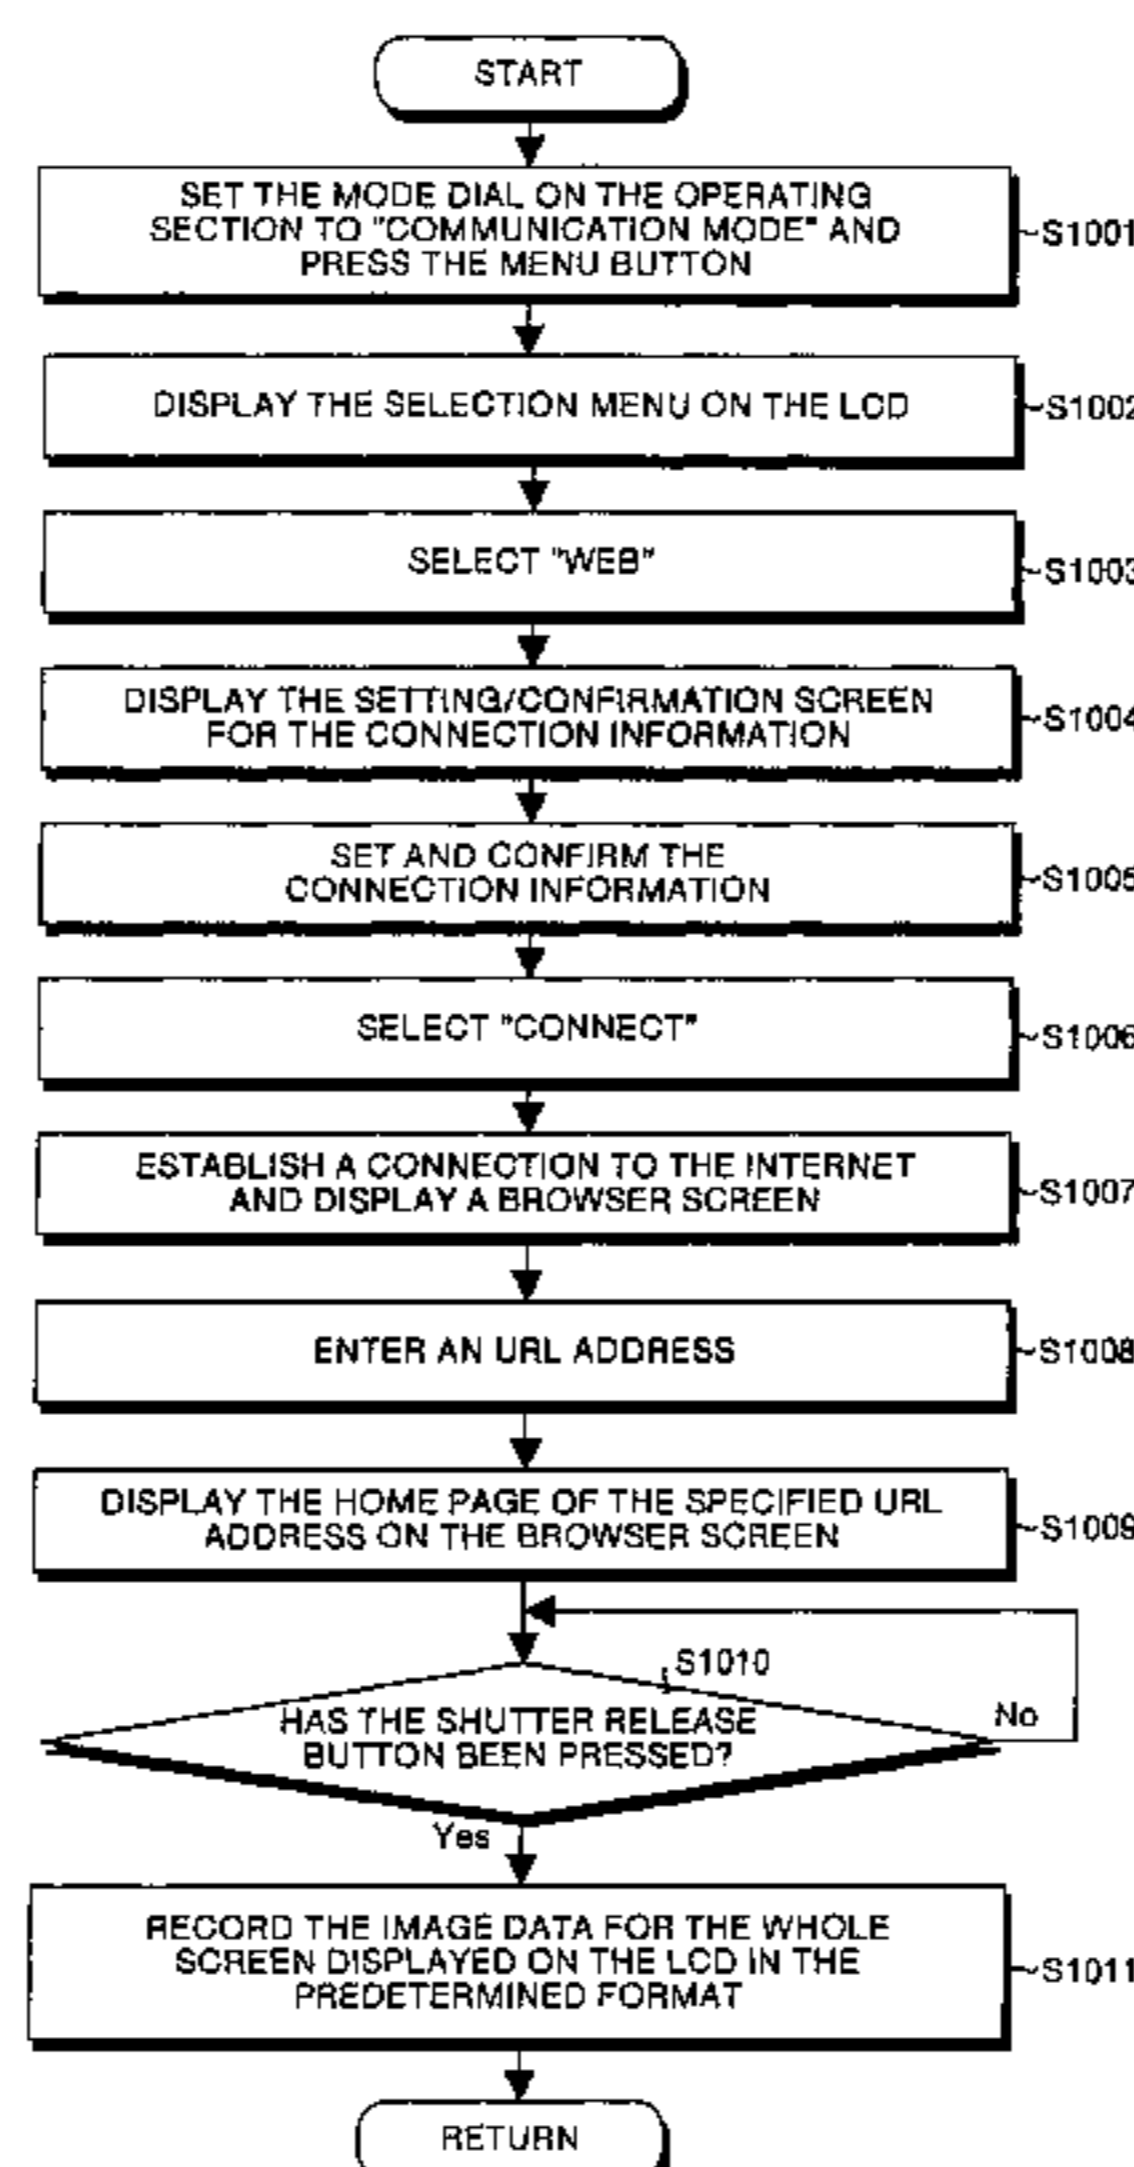 START
SET THE MODE DIAL ON THE OPERATING
SECTION TO "COMMUNICATION MODE" AND
PRESS THE MENU BUTTON
S1001
DISPLAY THE SELECTION MENU ON THE LCD
S1002
SELECT "WEB"
S1003
DISPLAY THE SETTING/CONFIRMATION SCREEN
FOR THE CONNECTION INFORMATION
S1004
SET AND CONFIRM THE
CONNECTION INFORMATION
S1005
SELECT "CONNECT"
S1006
ESTABLISH A CONNECTION TO THE INTERNET
AND DISPLAY A BROWSER SCREEN
S1007
ENTER AN URL ADDRESS
S1008
DISPLAY THE HOME PAGE OF THE SPECIFIED URL
ADDRESS ON THE BROWSER SCREEN
S1009
S1010
HAS THE SHUTTER RELEASE
BUTTON BEEN PRESSED?
No
Yes
RECORD THE IMAGE DATA FOR THE WHOLE
SCREEN DISPLAYED ON THE LCD IN THE
PREDETERMINED FORMAT
S1011
RETURN